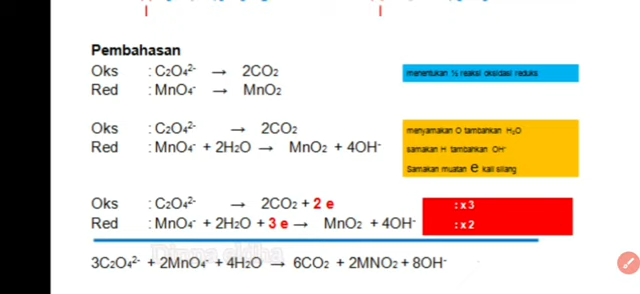 Pembahasan
Oks : C₂O₄²⁻ → 2CO₂
Red : MnO₄⁻ → MnO₂
menentukan ½ reaksi oksidasi reduks
Oks : C₂O₄²⁻ → 2CO₂
Red : MnO₄⁻ + 2H₂O → MnO₂ + 4OH⁻
menyamakan O tambahkan H₂O
samakan H tambahkan OH⁻
Samakan muatan e kali silang
Oks : C₂O₄²⁻ → 2CO₂ + 2 e : x 3
Red : MnO₄⁻ + 2H₂O + 3 e → MnO₂ + 4OH⁻ : x 2
3C₂O₄²⁻ + 2MnO₄⁻ + 4H₂O → 6CO₂ + 2MNO₂ + 8OH⁻